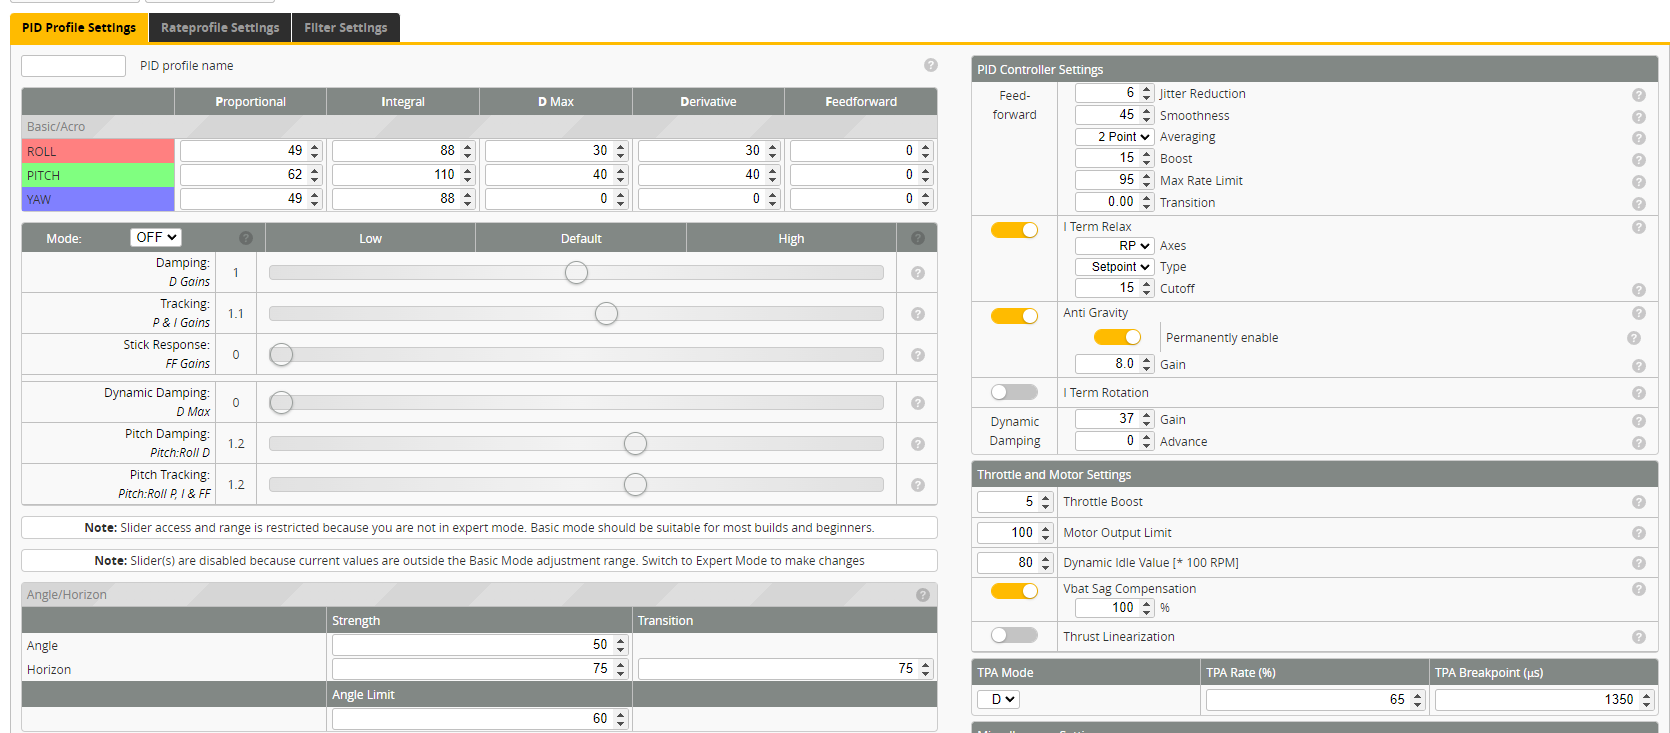 PID Profile Settings Rateprofile Settings Filter Settings
PID profile name
Proportional Integral D Max Derivative Feedforward
Basic/Acro
ROLL 49 88 30 30 0
PITCH 62 110 40 40 0
YAW 49 88 0 0 0
Mode: OFF Low Default High
Damping:
D Gains 1
Tracking:
P & I Gains 1.1
Stick Response:
FF Gains 0
Dynamic Damping:
D Max 0
Pitch Damping:
Pitch:Roll D 1.2
Pitch Tracking:
Pitch:Roll P, I & FF 1.2
Note: Slider access and range is restricted because you are not in expert mode. Basic mode should be suitable for most builds and beginners.
Note: Slider(s) are disabled because current values are outside the Basic Mode adjustment range. Switch to Expert Mode to make changes
Angle/Horizon
Strength Transition
Angle 50
Horizon 75 75
Angle Limit
60
PID Controller Settings
Feed-
forward
6 Jitter Reduction
45 Smoothness
2 Point Averaging
15 Boost
95 Max Rate Limit
0.00 Transition
I Term Relax
RP Axes
Setpoint Type
15 Cutoff
Anti Gravity
Permanently enable
8.0 Gain
I Term Rotation
Dynamic
Damping
37 Gain
0 Advance
Throttle and Motor Settings
5 Throttle Boost
100 Motor Output Limit
80 Dynamic Idle Value [* 100 RPM]
Vbat Sag Compensation
100 %
Thrust Linearization
TPA Mode TPA Rate (%) TPA Breakpoint (µs)
D 65 1350